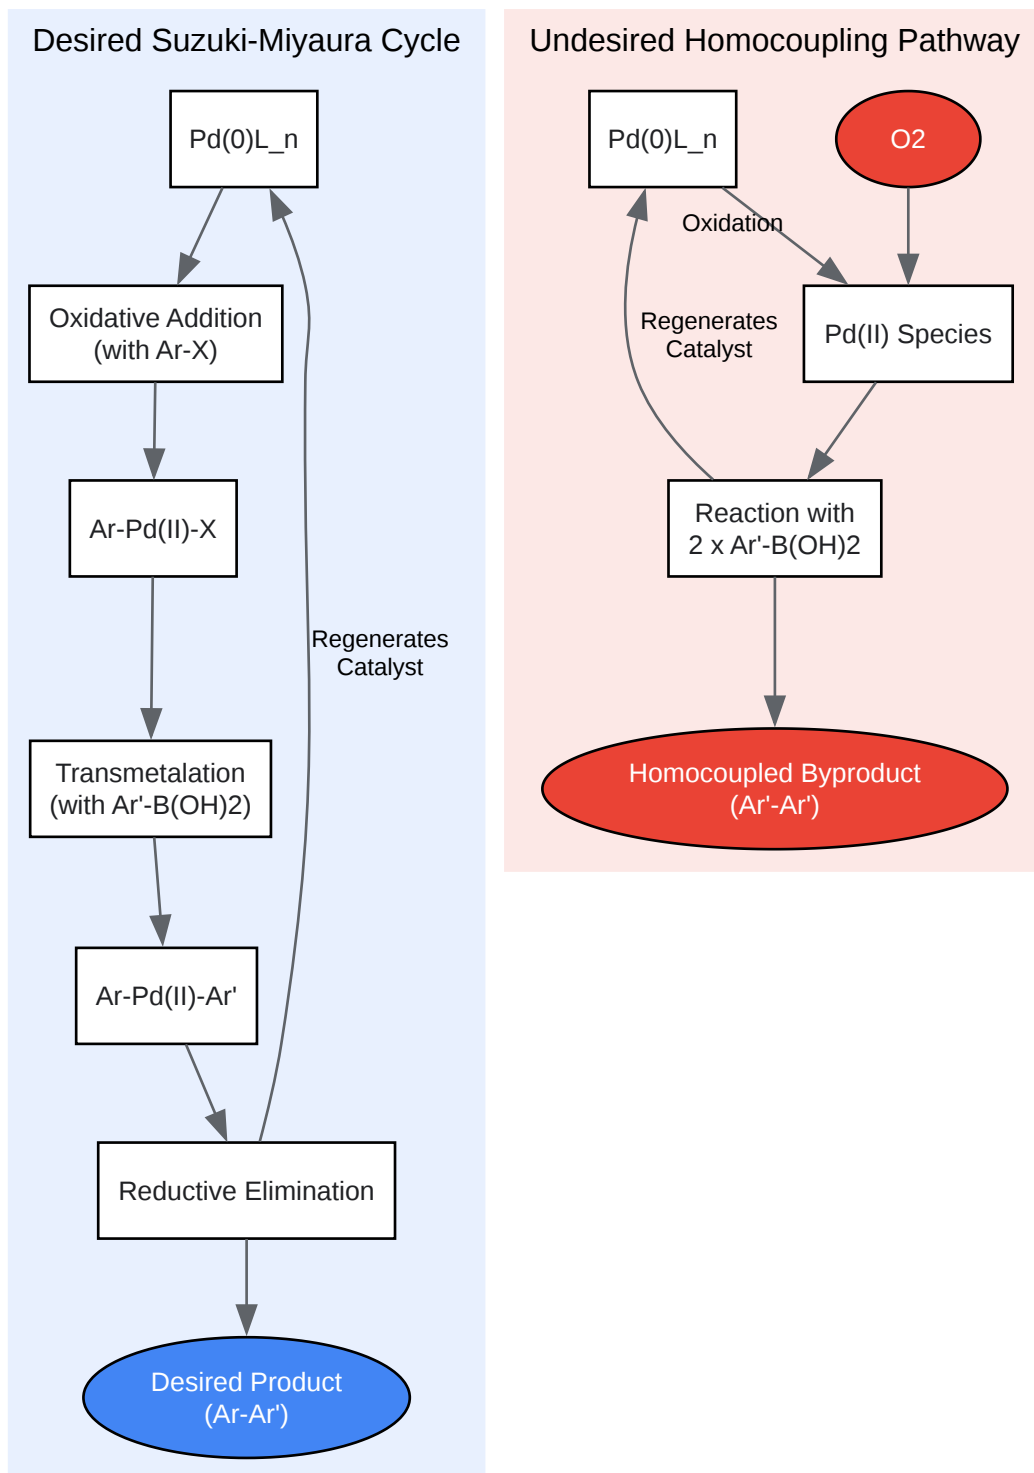 Desired Suzuki-Miyaura Cycle
Pd(0)L_n
Oxidative Addition
(with Ar-X)
Ar-Pd(II)-X
Regenerates
Catalyst
Transmetalation
(with Ar'-B(OH)2)
Ar-Pd(II)-Ar'
Reductive Elimination
Desired Product
(Ar-Ar')
Undesired Homocoupling Pathway
Pd(0)L_n
O2
Oxidation
Regenerates
Catalyst
Pd(II) Species
Reaction with
2 x Ar'-B(OH)2
Homocoupled Byproduct
(Ar'-Ar')